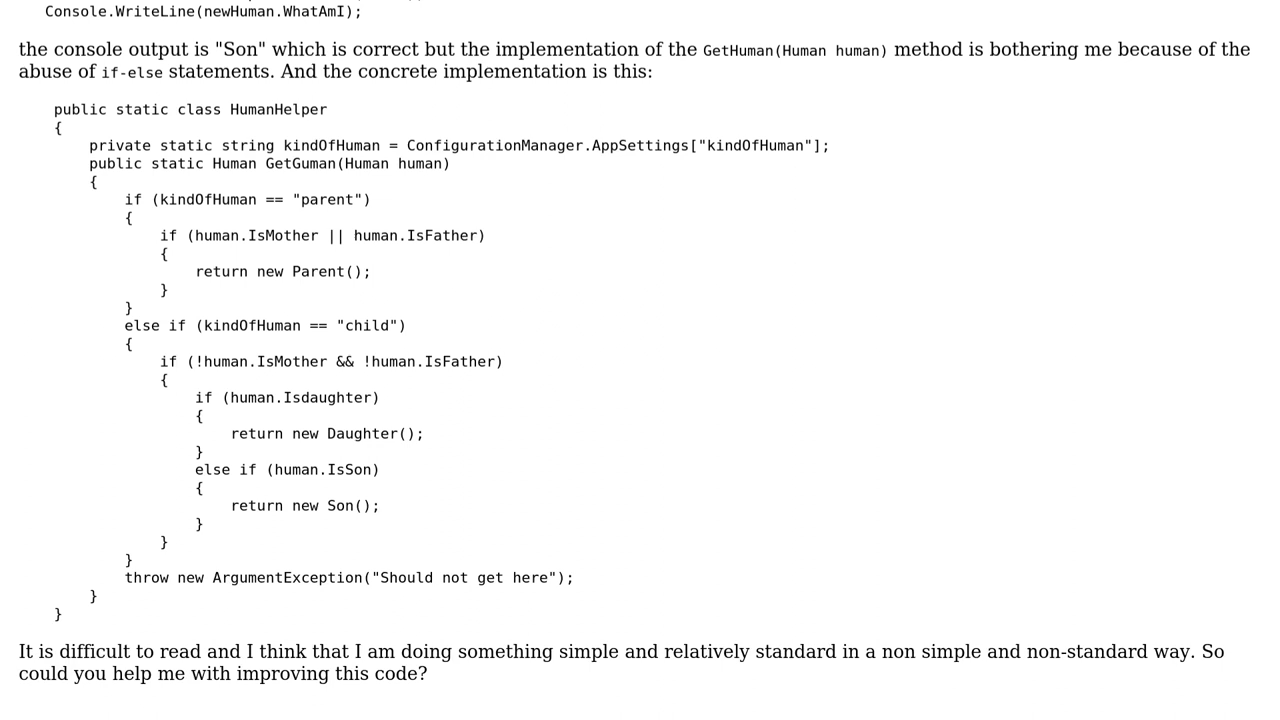 Console.WriteLine(newHuman.WhatAmI);
the console output is "Son" which is correct but the implementation of the GetHuman(Human human) method is bothering me because of the
abuse of if-else statements. And the concrete implementation is this:
public static class HumanHelper
{
private static string kindOfHuman = ConfigurationManager.AppSettings["kindOfHuman"];
public static Human GetGuman(Human human)
{
if (kindOfHuman == "parent")
{
if (human.IsMother || human.IsFather)
{
return new Parent();
}
}
else if (kindOfHuman == "child")
{
if (!human.IsMother && !human.IsFather)
{
if (human.Isdaughter)
{
return new Daughter();
}
else if (human.IsSon)
{
return new Son();
}
}
}
throw new ArgumentException("Should not get here");
}
}
It is difficult to read and I think that I am doing something simple and relatively standard in a non simple and non-standard way. So
could you help me with improving this code?